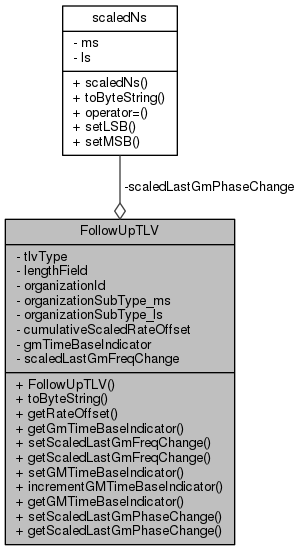 scaledNs
- ms
- ls
+ scaledNs()
+ toByteString()
+ operator=()
+ setLSB()
+ setMSB()
-scaledLastGmPhaseChange
FollowUpTLV
- tlvType
- lengthField
- organizationId
- organizationSubType_ms
- organizationSubType_ls
- cumulativeScaledRateOffset
- gmTimeBaseIndicator
- scaledLastGmFreqChange
+ FollowUpTLV()
+ toByteString()
+ getRateOffset()
+ getGmTimeBaseIndicator()
+ setScaledLastGmFreqChange()
+ getScaledLastGmFreqChange()
+ setGMTimeBaseIndicator()
+ incrementGMTimeBaseIndicator()
+ getGMTimeBaseIndicator()
+ setScaledLastGmPhaseChange()
+ getScaledLastGmPhaseChange()